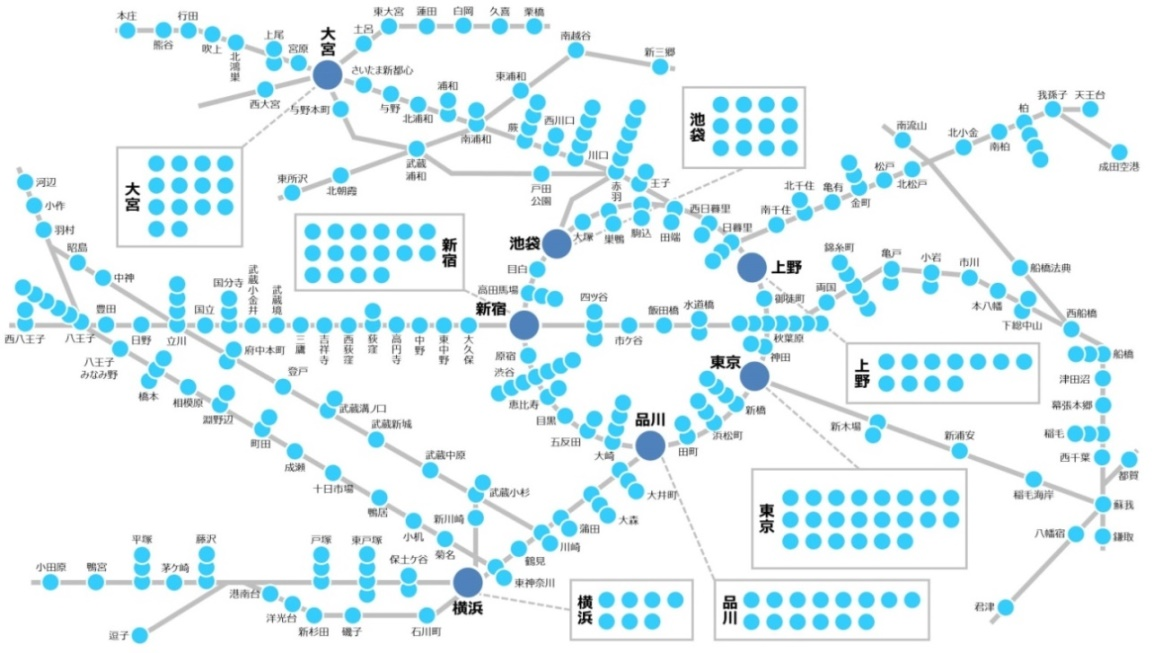 本庄
熊谷
行田
吹上
北鴻巣
上尾
宮原
大宮
土呂
東大宮
蓮田
白岡
久喜
栗橋
南越谷
新三郷
西大宮
与野本町
さいたま新都心
与野
北浦和
浦和
南浦和
東浦和
蕨
西川口
川口
武蔵
浦和
東所沢
北朝霞
戸田
公園
赤羽
王子
池袋
大宮
新宿
河辺
小作
羽村
昭島
中神
池袋
大塚
巣鴨
駒込
田端
西日暮里
日暮里
南千住
北千住
亀有
金町
松戸
北松戸
南流山
北小金
南柏
柏
我孫子
天王台
成田空港
上野
御徒町
秋葉原
神田
両国
錦糸町
亀戸
小岩
市川
本八幡
下総中山
船橋法典
西船橋
船橋
津田沼
幕張本郷
稲毛
西千葉
都賀
蘇我
鎌取
八幡宿
君津
目白
高田馬場
新宿
西八王子
八王子
豊田
日野
立川
国立
国分寺
武蔵小金井
武蔵境
三鷹
吉祥寺
西荻窪
荻窪
高円寺
中野
東中野
大久保
四ツ谷
市ケ谷
飯田橋
水道橋
八王子
みなみ野
橋本
相模原
淵野辺
町田
成瀬
十日市場
鴨居
小机
菊名
府中本町
登戸
武蔵溝ノ口
武蔵新城
武蔵中原
武蔵小杉
新川崎
原宿
渋谷
恵比寿
目黒
五反田
大崎
品川
田町
浜松町
新橋
東京
上野
新木場
新浦安
稲毛海岸
東京
大井町
大森
蒲田
川崎
鶴見
東神奈川
横浜
小田原
鴨宮
平塚
茅ケ崎
藤沢
戸塚
東戸塚
保土ケ谷
港南台
洋光台
新杉田
磯子
石川町
逗子
横浜
品川